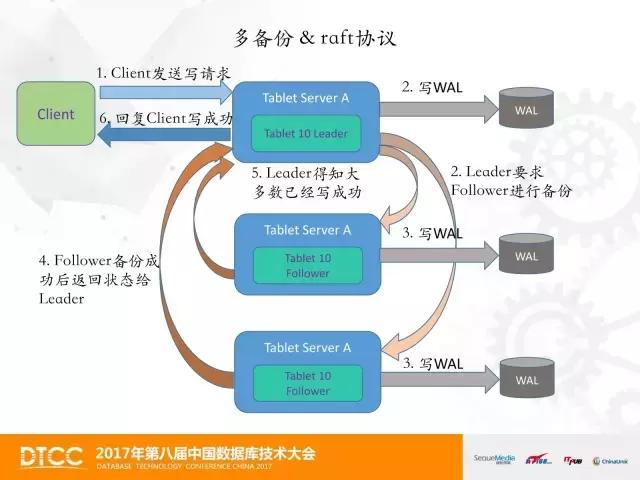 多备份 & raft协议
1. Client发送写请求
2. 写WAL
Client
Tablet Server A
WAL
6. 回复Client写成功
Tablet 10 Leader
5. Leader得知大
多数已经写成功
2. Leader要求
Follower进行备份
Tablet Server A
3. 写WAL
Tablet 10
Follower
WAL
4. Follower备份成
功后返回状态给
Leader
Tablet Server A
3. 写WAL
Tablet 10
Follower
WAL
DTCC
2017年第八届中国数据库技术大会
DATABASE TECHNOLOGY CONFERENCE CHINA 2017
SequeMedia
ITPUB
ChinaUnix